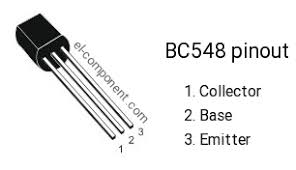 BC548 pinout
1. Collector
2. Base
3. Emitter
el-component.com
1
2
3